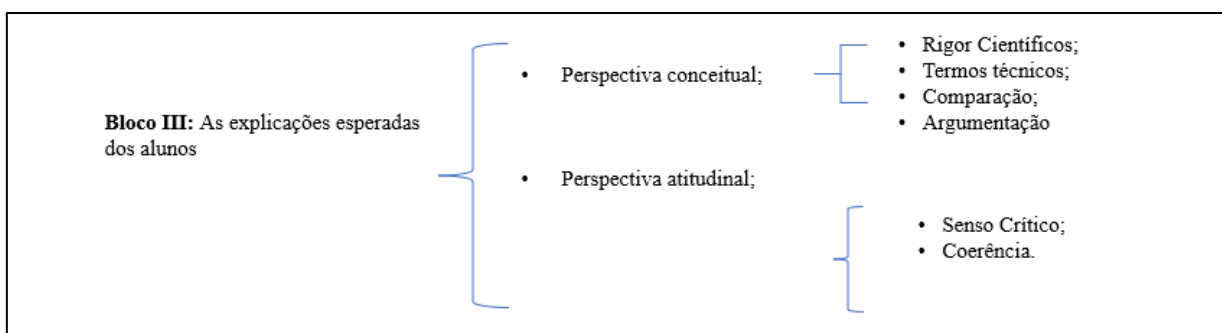 Bloco III: As explicações esperadas
dos alunos
• Perspectiva conceitual;
• Rigor Científicos;
• Termos técnicos;
• Comparação;
• Argumentação
• Perspectiva atitudinal;
• Senso Crítico;
• Coerência.